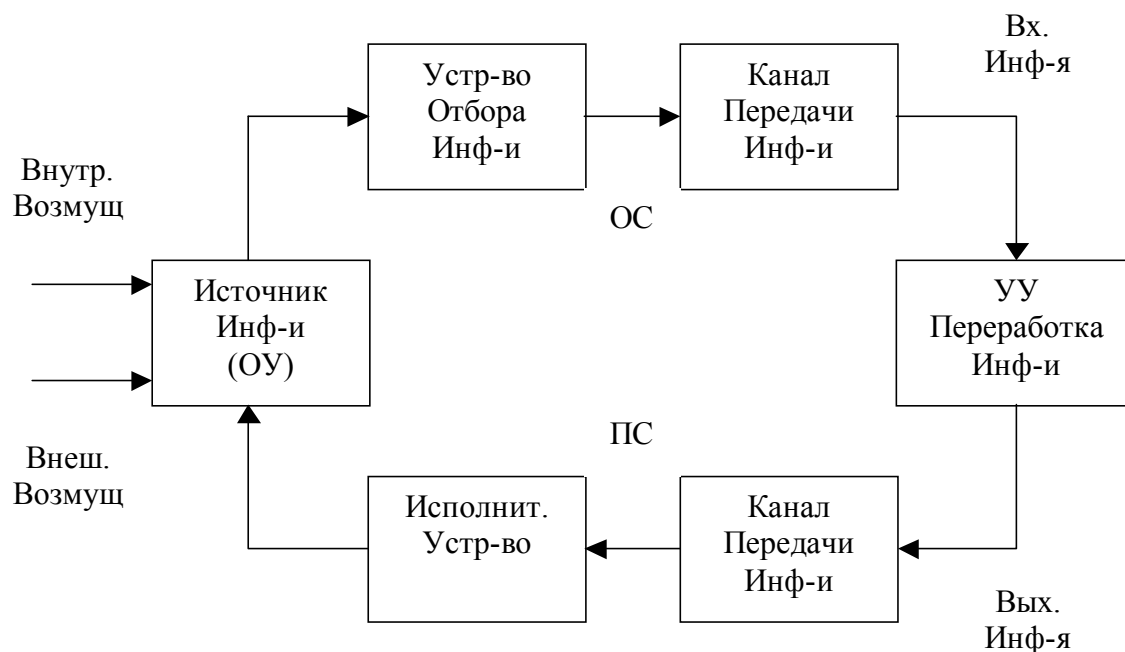 Вх.
Инф-я
Устр-во
Отбора
Инф-и
Канал
Передачи
Инф-и
Внутр.
Возмущ
ОС
Источник
Инф-и
(ОУ)
УУ
Переработка
Инф-и
ПС
Внеш.
Возмущ
Исполнит.
Устр-во
Канал
Передачи
Инф-и
Вых.
Инф-я